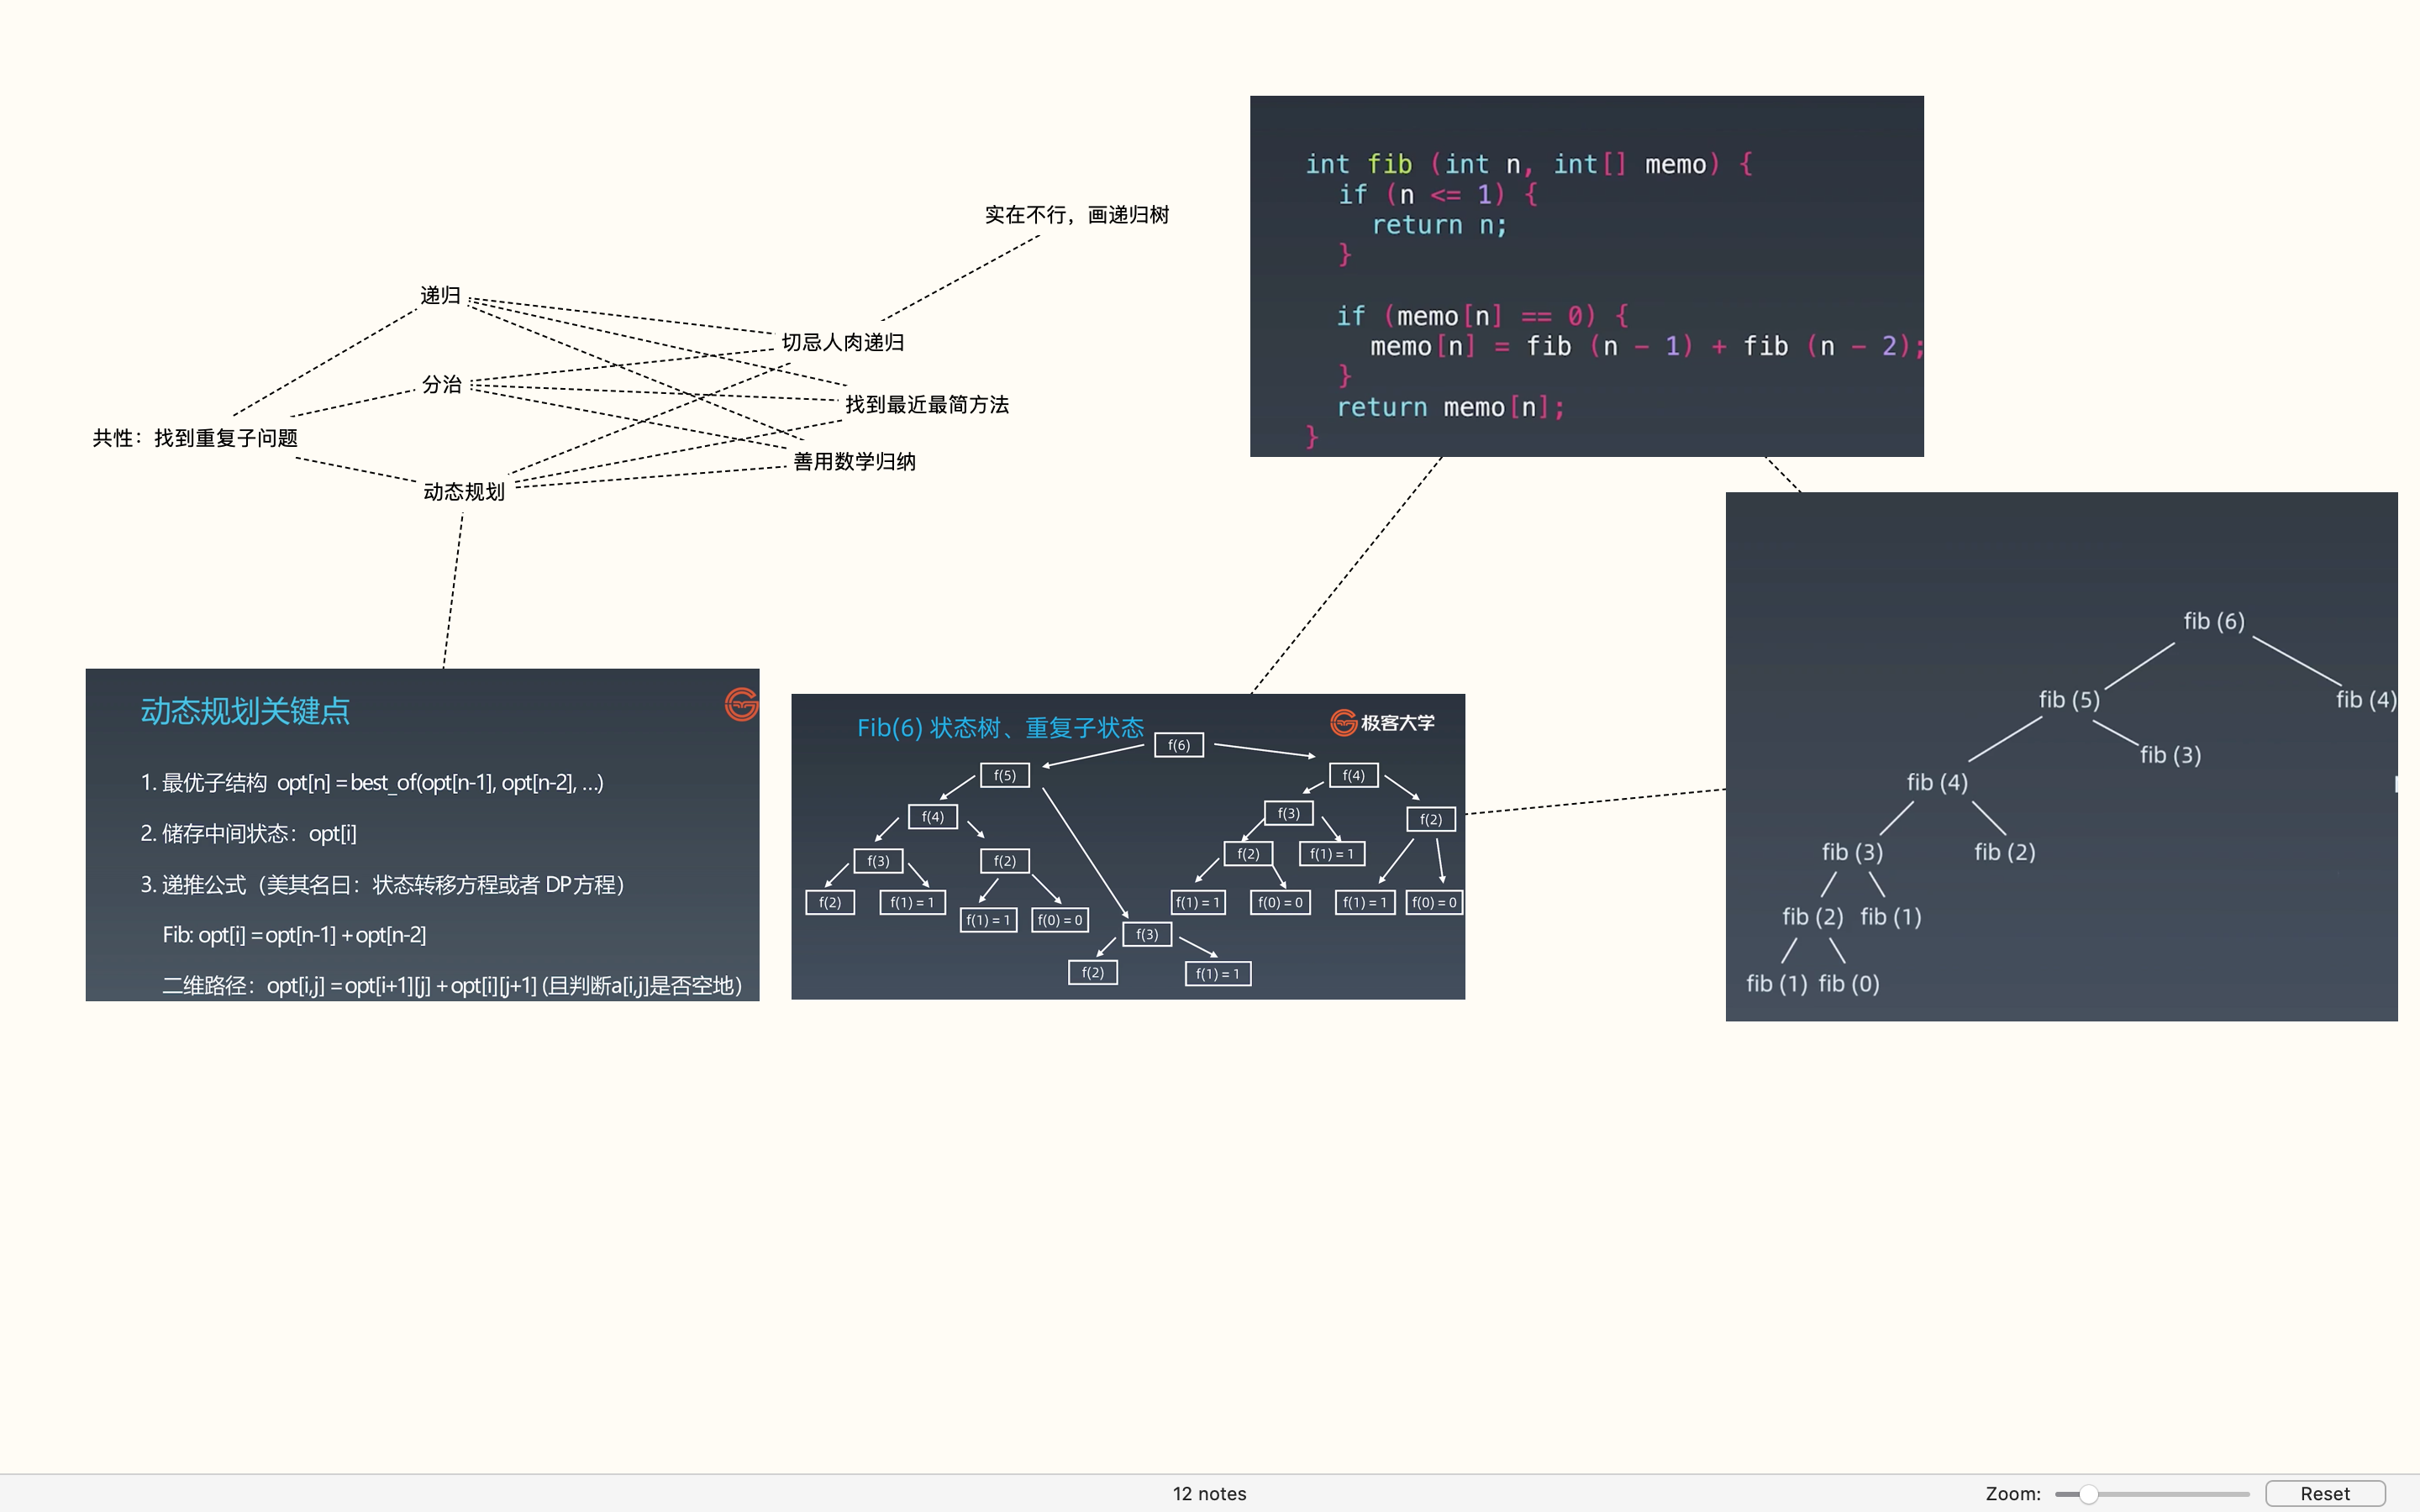 实在不行，画递归树
递归
切忌人肉递归
分治
找到最近最简方法
共性：找到重复子问题
善用数学归纳
动态规划
int fib (int n, int[] memo) {
if (n <= 1) {
return n;
}
if (memo[n] == 0) {
memo[n] = fib (n - 1) + fib (n - 2);
}
return memo[n];
}
动态规划关键点
1. 最优子结构 opt[n] = best_of(opt[n-1], opt[n-2], …)
2. 储存中间状态：opt[i]
3. 递推公式（美其名曰：状态转移方程或者 DP方程）
Fib: opt[i] = opt[n-1] + opt[n-2]
二维路径：opt[i,j] = opt[i+1][j] + opt[i][j+1] (且判断a[i,j]是否空地）
Fib(6) 状态树、重复子状态
极客大学
f(6)
f(5) f(4)
f(4) f(3) f(2)
f(3) f(2) f(2) f(1) = 1
f(2) f(1) = 1 f(1) = 1 f(0) = 0 f(1) = 1 f(0) = 0 f(1) = 1 f(0) = 0
f(3)
f(2) f(1) = 1
fib (6)
fib (5) fib (4)
fib (4) fib (3)
fib (3) fib (2)
fib (2) fib (1)
fib (1) fib (0)
12 notes
Zoom: Reset